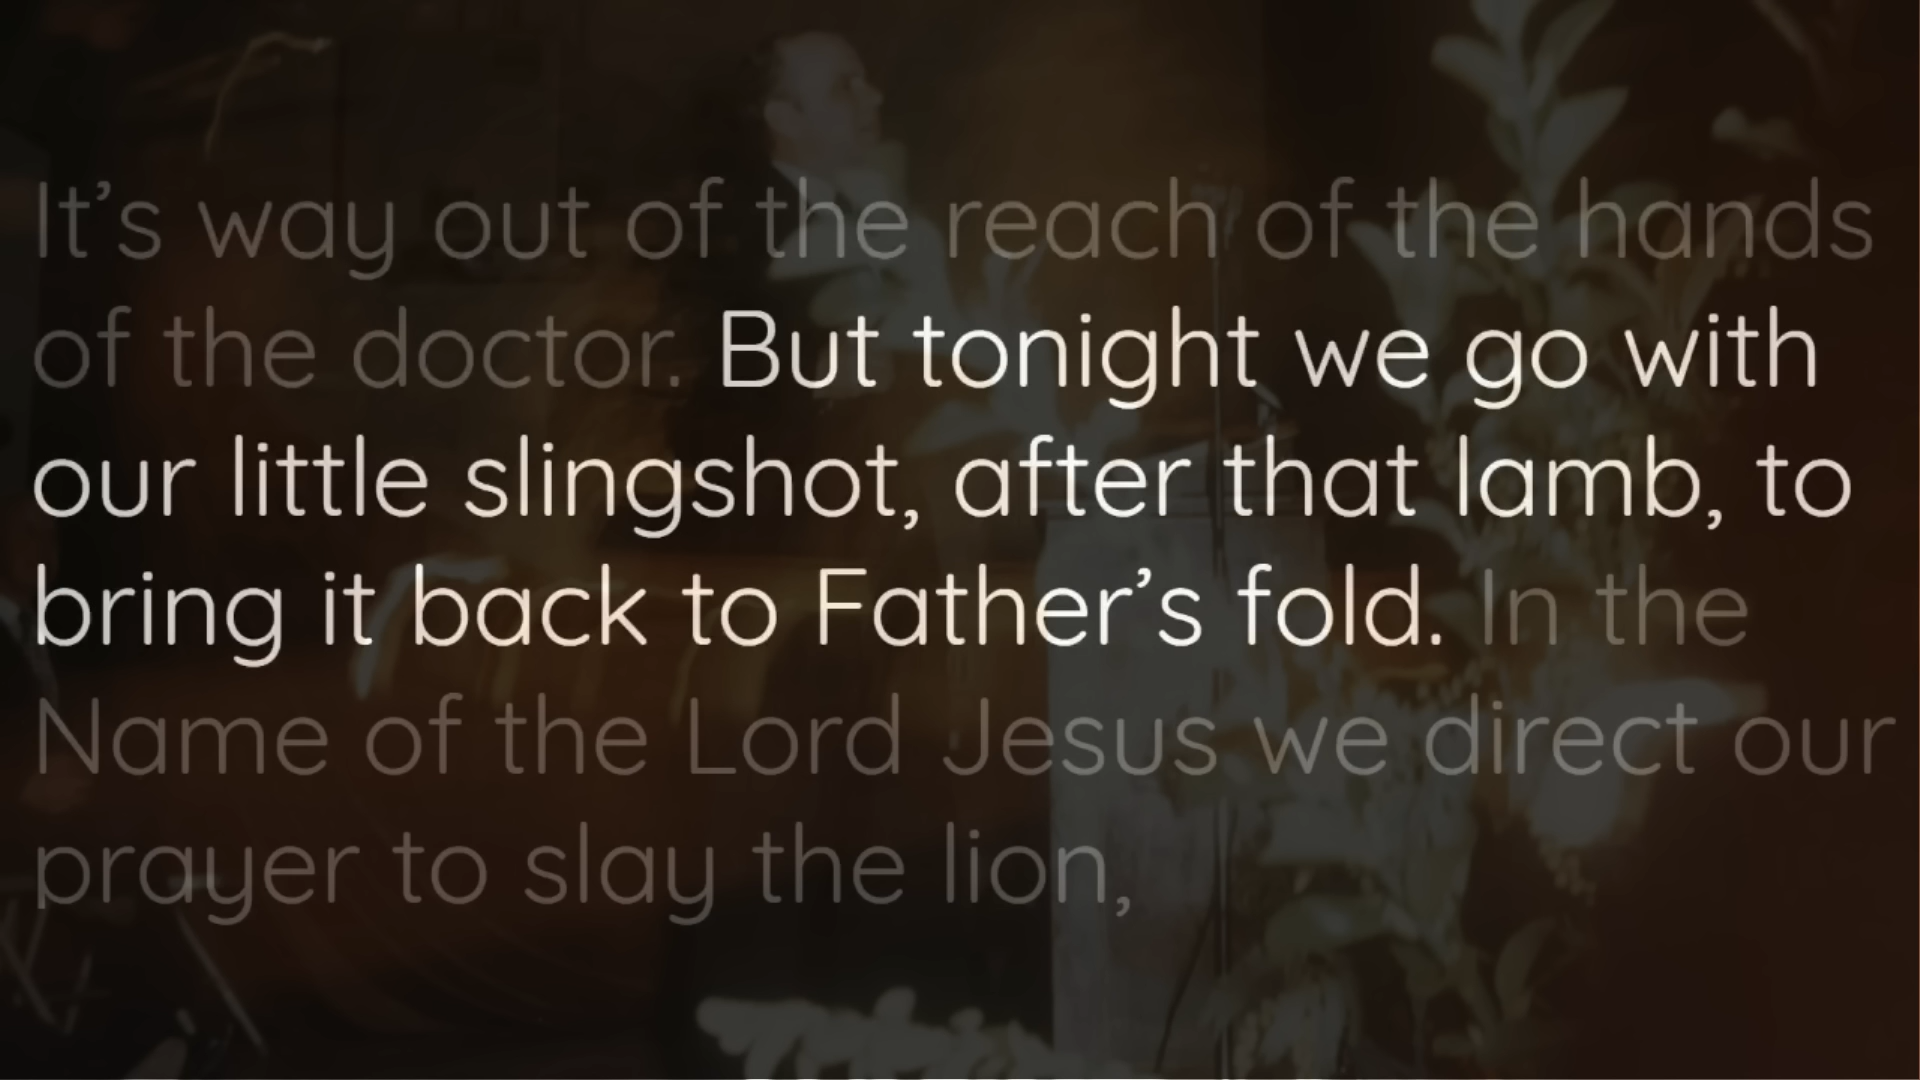 It’s way out of the reach of the hands
of the doctor. But tonight we go with
our little slingshot, after that lamb, to
bring it back to Father’s fold. In the
Name of the Lord Jesus we direct our
prayer to slay the lion,